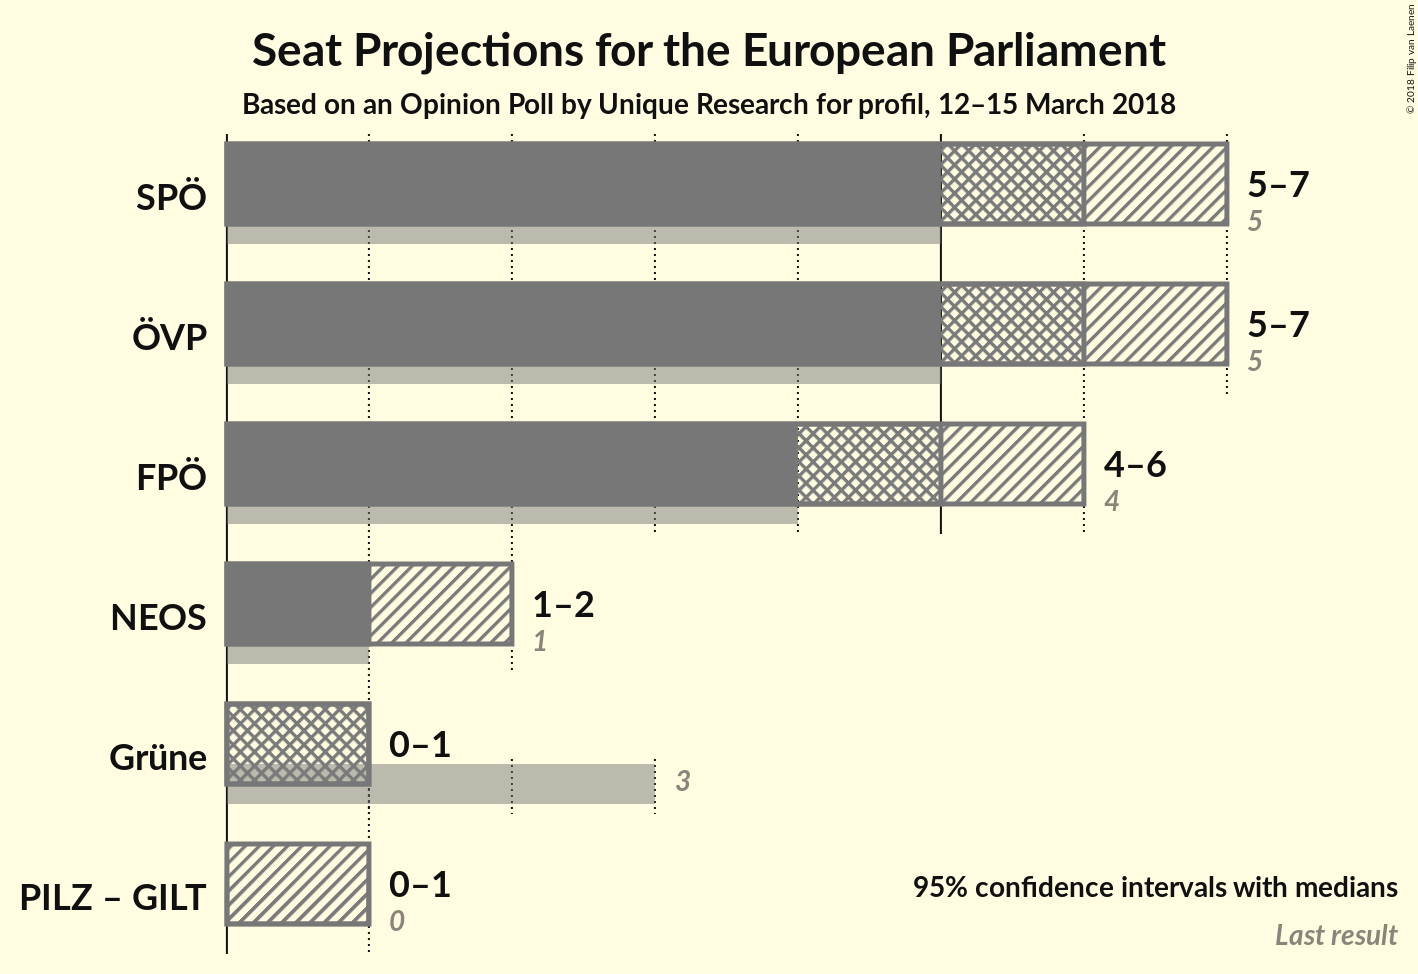 Seat Projections for the European Parliament
Based on an Opinion Poll by Unique Research for profil, 12–15 March 2018
© 2018 Filip van Laenen
SPÖ
5–7
5
ÖVP
5–7
5
FPÖ
4–6
4
NEOS
1–2
1
Grüne
0–1
3
PILZ – GILT
0–1
0
95% confidence intervals with medians
Last result